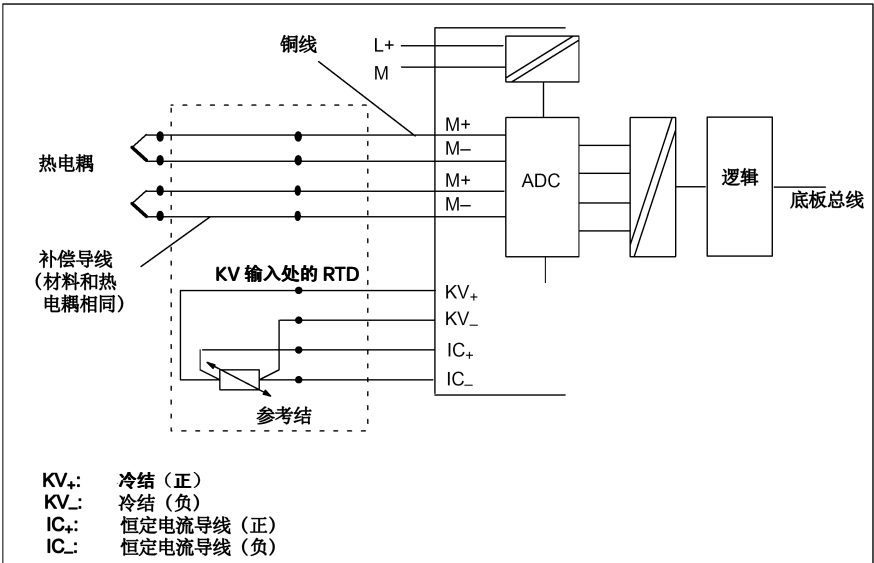 铜线
L+
M
热电耦
M+
M–
M+
M–
ADC
逻辑
底板总线
补偿导线
（材料和热
电耦相同）
KV 输入处的 RTD
KV+
KV–
IC+
IC–
参考结
KV+: 冷结（正）
KV–: 冷结（负）
IC+: 恒定电流导线（正）
IC–: 恒定电流导线（负）